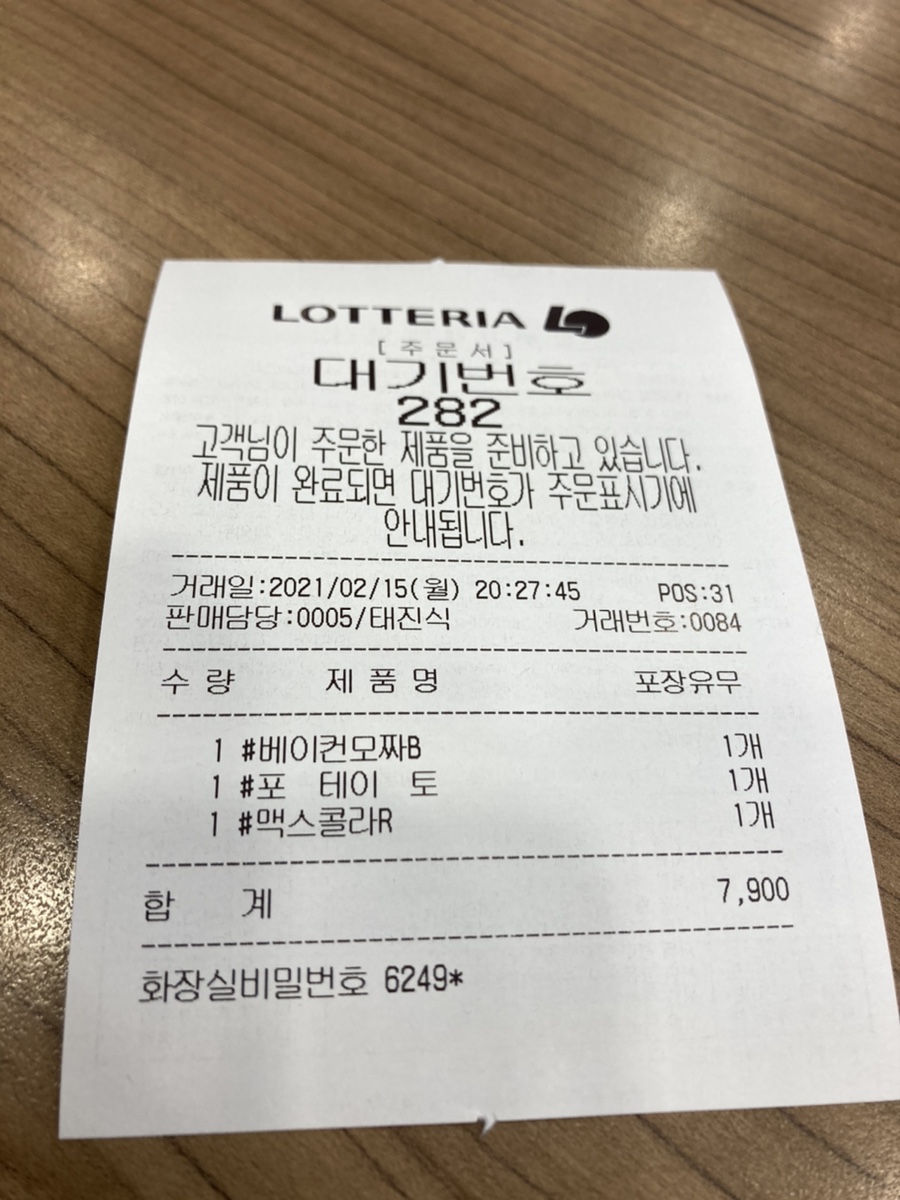 LOTTERIA
[주문서]
대기번호
282
고객님이 주문한 제품을 준비하고 있습니다.
제품이 완료되면 대기번호가 주문표시기에
안내됩니다.
거래일:2021/02/15(월) 20:27:45 POS:31
판매담당:0005/태진식 거래번호:0084
수 량 제 품 명 포장유무
1 #베이컨모짜B 1개
1 #포 테이 토 1개
1 #맥스콜라R 1개
합 계 7,900
화장실비밀번호 6249*